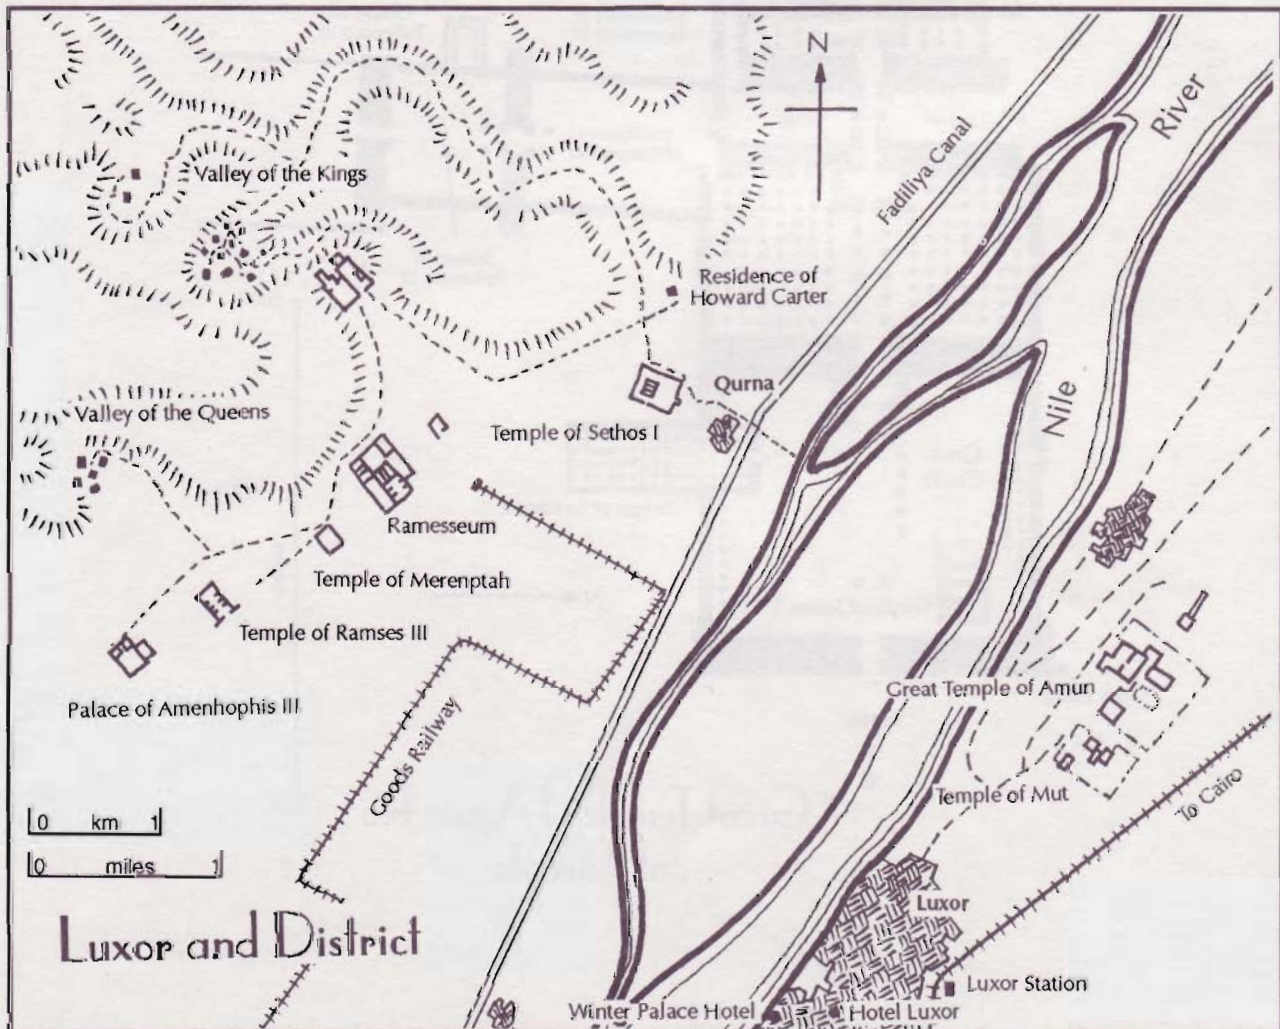 N
River
Fadilliya Canal
Valley of the Kings
Residence of
Howard Carter
Qurna
Nile
Valley of the Queens
Temple of Sethos I
Ramesseum
Temple of Merenptah
Temple of Ramses III
Great Temple of Amun
Palace of Amenhophis III
Goods Railway
Temple of Mut
To Cairo
0 km 1
0 miles 1
Luxor
Luxor and District
Luxor Station
Winter Palace Hotel
Hotel Luxor